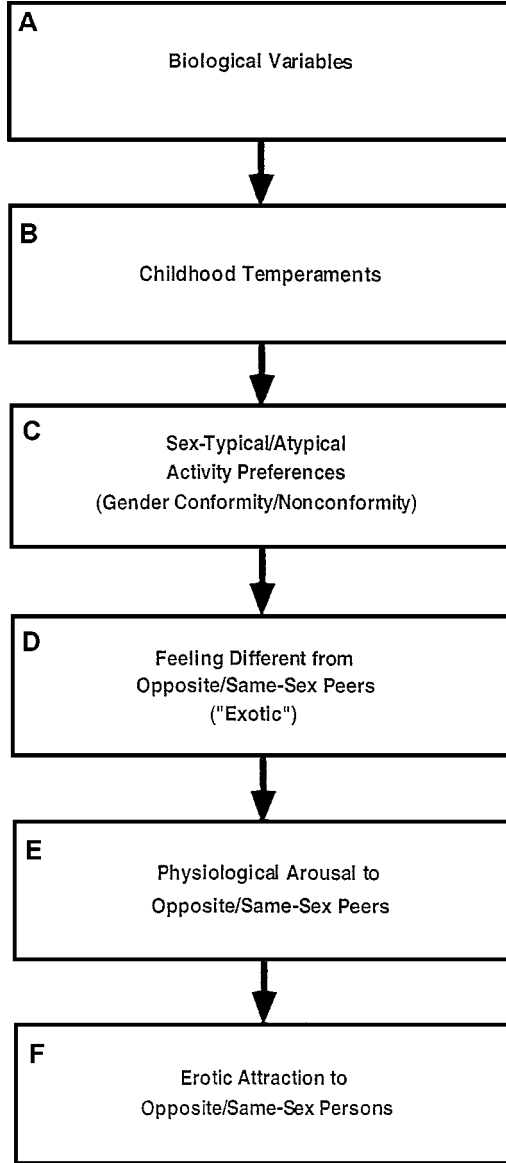 A
Biological Variables
B
Childhood Temperaments
C
Sex-Typical/Atypical
Activity Preferences
(Gender Conformity/Nonconformity)
D
Feeling Different from
Opposite/Same-Sex Peers
("Exotic")
E
Physiological Arousal to
Opposite/Same-Sex Peers
F
Erotic Attraction to
Opposite/Same-Sex Persons